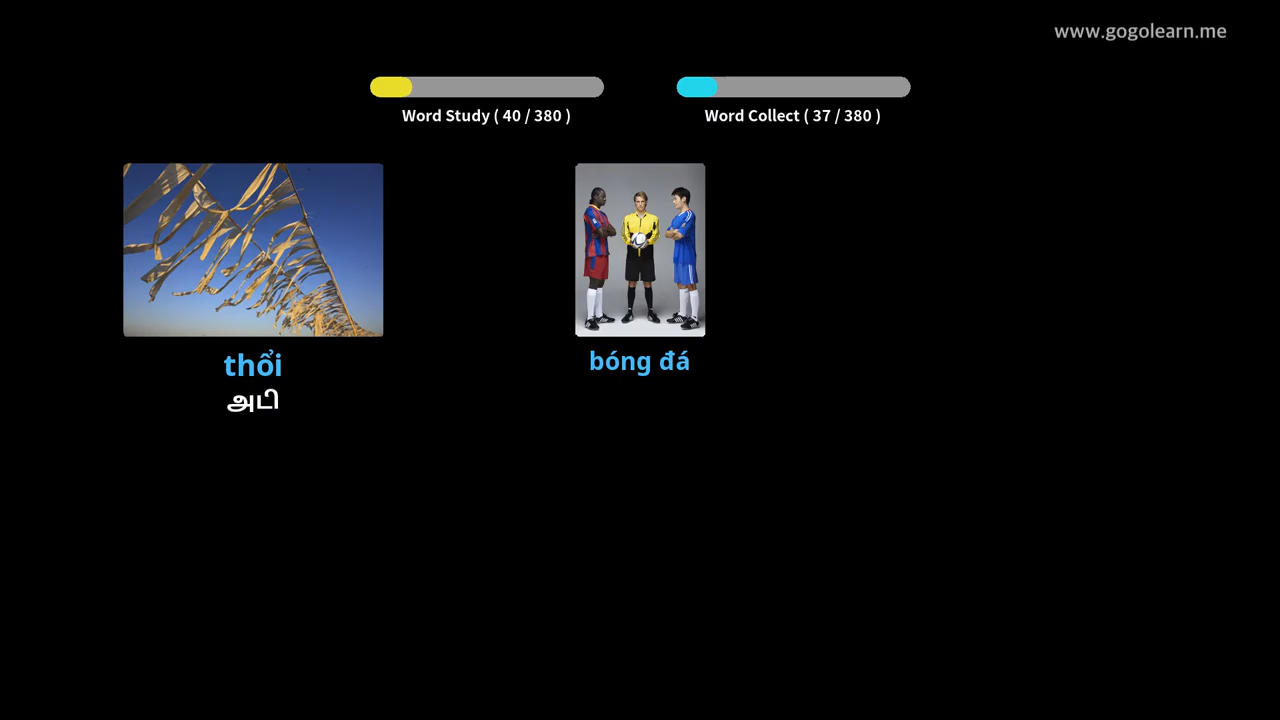 www.gogolearn.me
Word Study ( 40 / 380 )
Word Collect ( 37 / 380 )
thổi
அடி
bóng đá